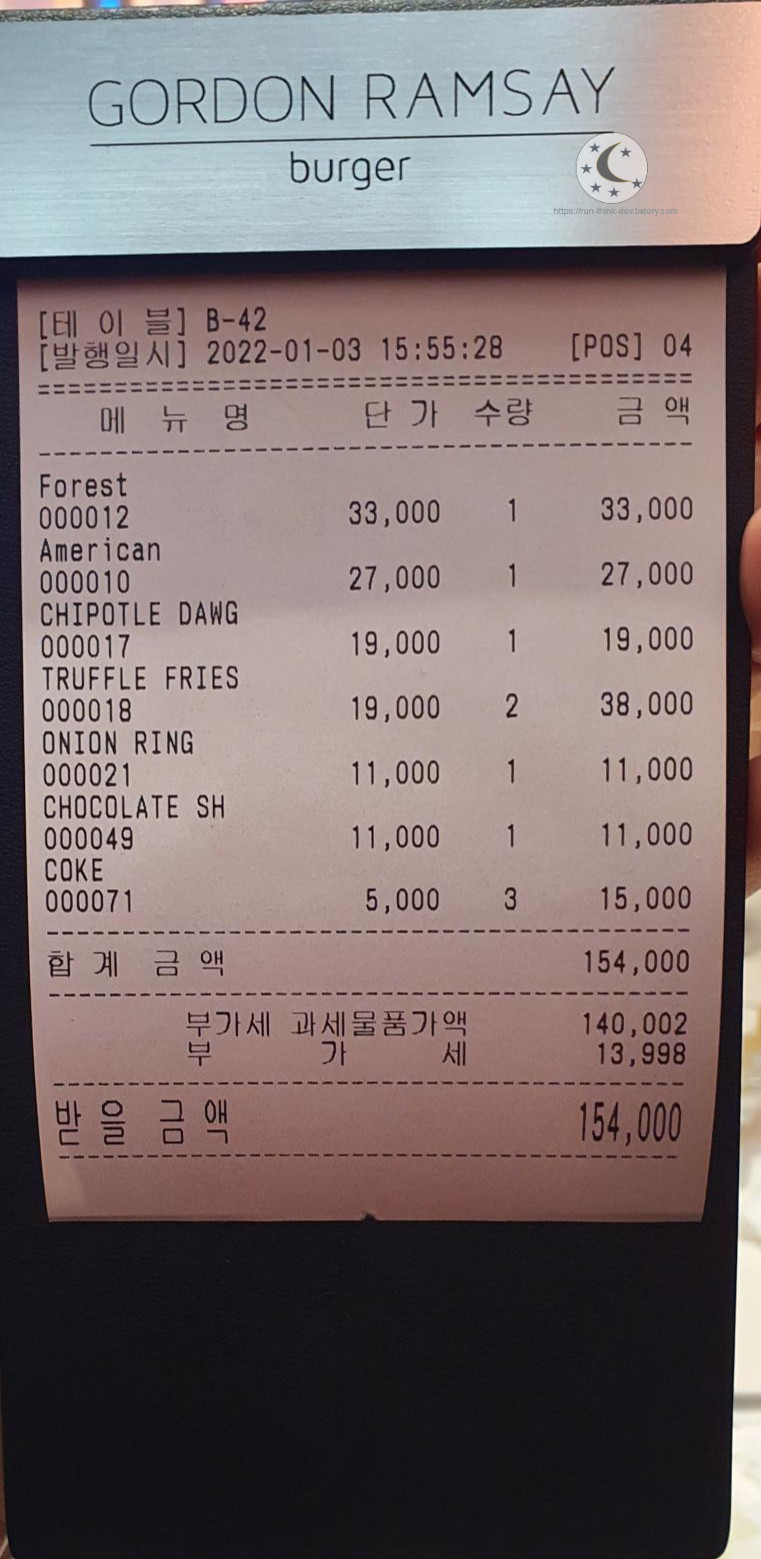 GORDON RAMSAY
burger
https://run-think-dev.tistory.com
[테 이 블] B-42
[발행일시] 2022-01-03 15:55:28 [POS] 04
메 뉴 명 단 가 수량 금 액
Forest
000012 33,000 1 33,000
American
000010 27,000 1 27,000
CHIPOTLE DAWG
000017 19,000 1 19,000
TRUFFLE FRIES
000018 19,000 2 38,000
ONION RING
000021 11,000 1 11,000
CHOCOLATE SH
000049 11,000 1 11,000
COKE
000071 5,000 3 15,000
합 계 금 액 154,000
부가세 과세물품가액 140,002
부 가 세 13,998
받 을 금 액 154,000